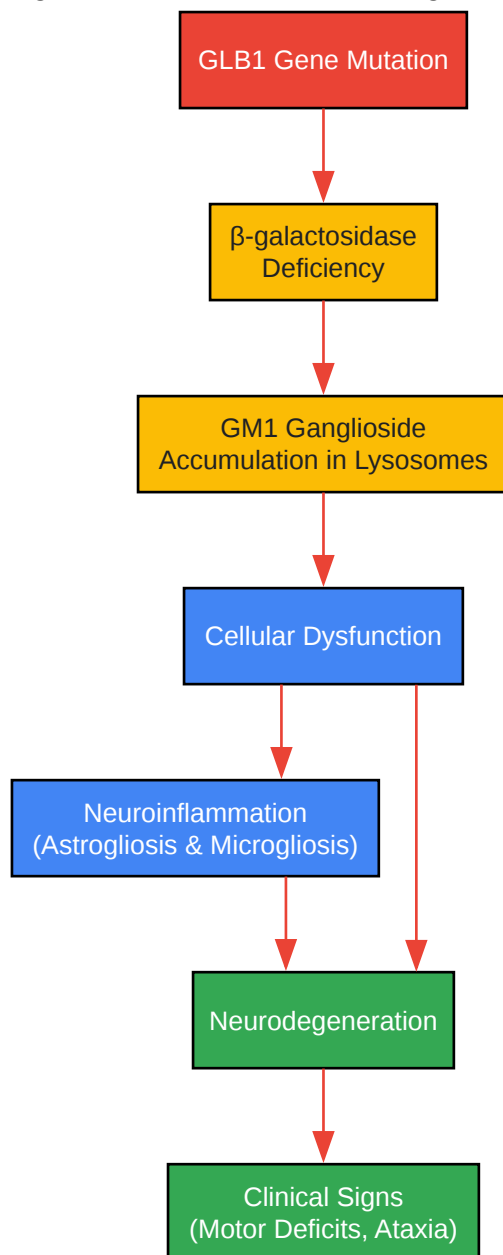 GLB1 Gene Mutation
β-galactosidase
Deficiency
GM1 Ganglioside
Accumulation in Lysosomes
Cellular Dysfunction
Neuroinflammation
(Astrogliosis & Microgliosis)
Neurodegeneration
Clinical Signs
(Motor Deficits, Ataxia)